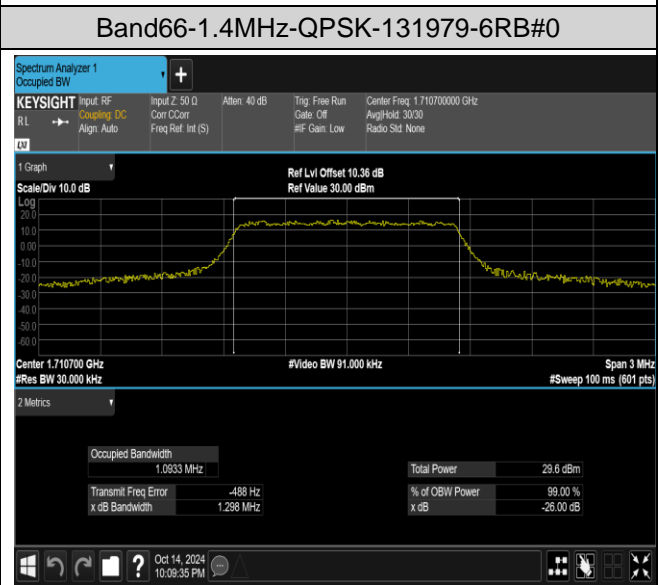 Band66-1.4MHz-QPSK-131979-6RB#0
Spectrum Analyzer 1
Occupied BW
+
KEYSIGHT Input: RF Input Z: 50 Ω Atten: 40 dB Trig: Free Run Center Freq: 1.710700000 GHz
RL Coupling: DC Corr CCorr Gate: Off Avg|Hold: 30/30
Align: Auto Freq Ref: Int (S) #IF Gain: Low Radio Std: None
LXI
1 Graph
Ref Lvl Offset 10.36 dB
Scale/Div 10.0 dB Ref Value 30.00 dBm
Log
20.0
10.0
0.00
-10.0
-20.0
-30.0
-40.0
-50.0
-60.0
Center 1.710700 GHz #Video BW 91.000 kHz Span 3 MHz
#Res BW 30.000 kHz #Sweep 100 ms (601 pts)
2 Metrics
Occupied Bandwidth
1.0933 MHz Total Power 29.6 dBm
Transmit Freq Error -488 Hz % of OBW Power 99.00 %
x dB Bandwidth 1.298 MHz x dB -26.00 dB
? Oct 14, 2024
10:09:35 PM